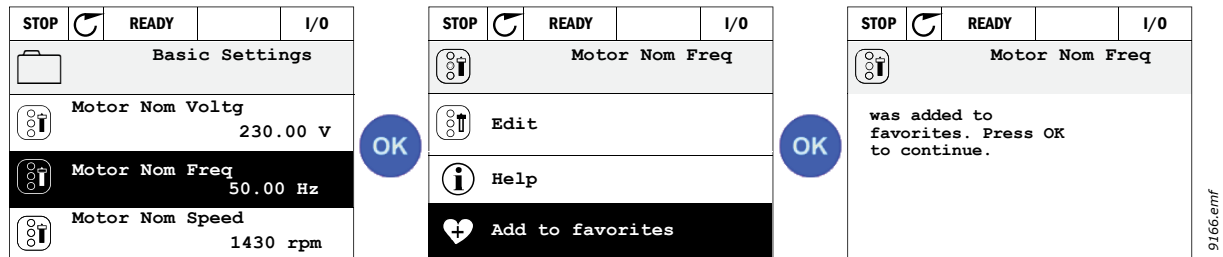 STOP READY I/O
Basic Settings
Motor Nom Voltg
230.00 V
Motor Nom Freq
50.00 Hz
Motor Nom Speed
1430 rpm
OK
STOP READY I/O
Motor Nom Freq
Edit
Help
Add to favorites
OK
STOP READY I/O
Motor Nom Freq
was added to
favorites. Press OK
to continue.
9166.emf